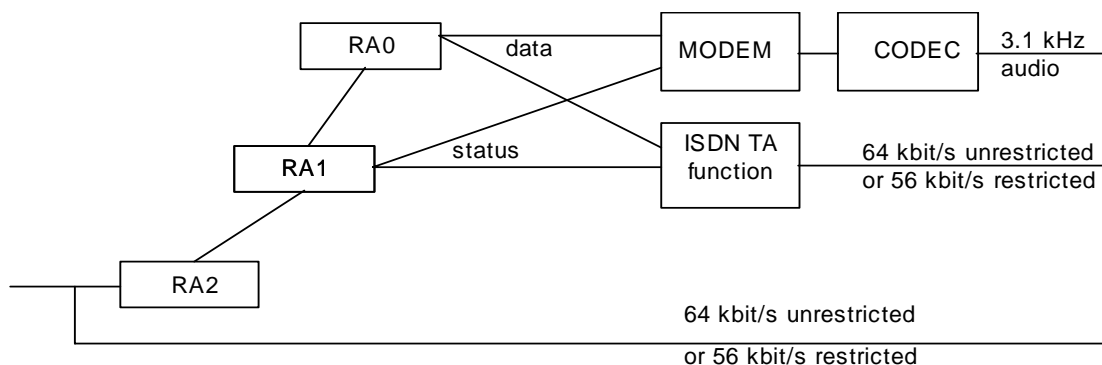 RA0
data
MODEM
CODEC
3.1 kHz
audio
RA1
status
ISDN TA
function
64 kbit/s unrestricted
or 56 kbit/s restricted
RA2
64 kbit/s unrestricted
or 56 kbit/s restricted